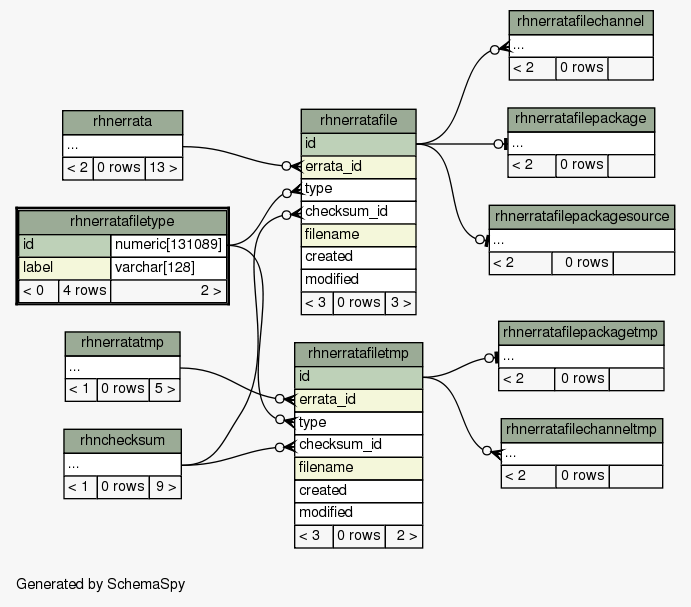 rhnerrata
...
< 2 0 rows 13 >
rhnerratafiletype
id numeric[131089]
label varchar[128]
< 0 4 rows 2 >
rhnerratatmp
...
< 1 0 rows 5 >
rhnchecksum
...
< 1 0 rows 9 >
rhnerratafile
id
errata_id
type
checksum_id
filename
created
modified
< 3 0 rows 3 >
rhnerratafiletmp
id
errata_id
type
checksum_id
filename
created
modified
< 3 0 rows 2 >
rhnerratafilechannel
...
< 2 0 rows
rhnerratafilepackage
...
< 2 0 rows
rhnerratafilepackagesource
...
< 2 0 rows
rhnerratafilepackagetmp
...
< 2 0 rows
rhnerratafilechanneltmp
...
< 2 0 rows
Generated by SchemaSpy